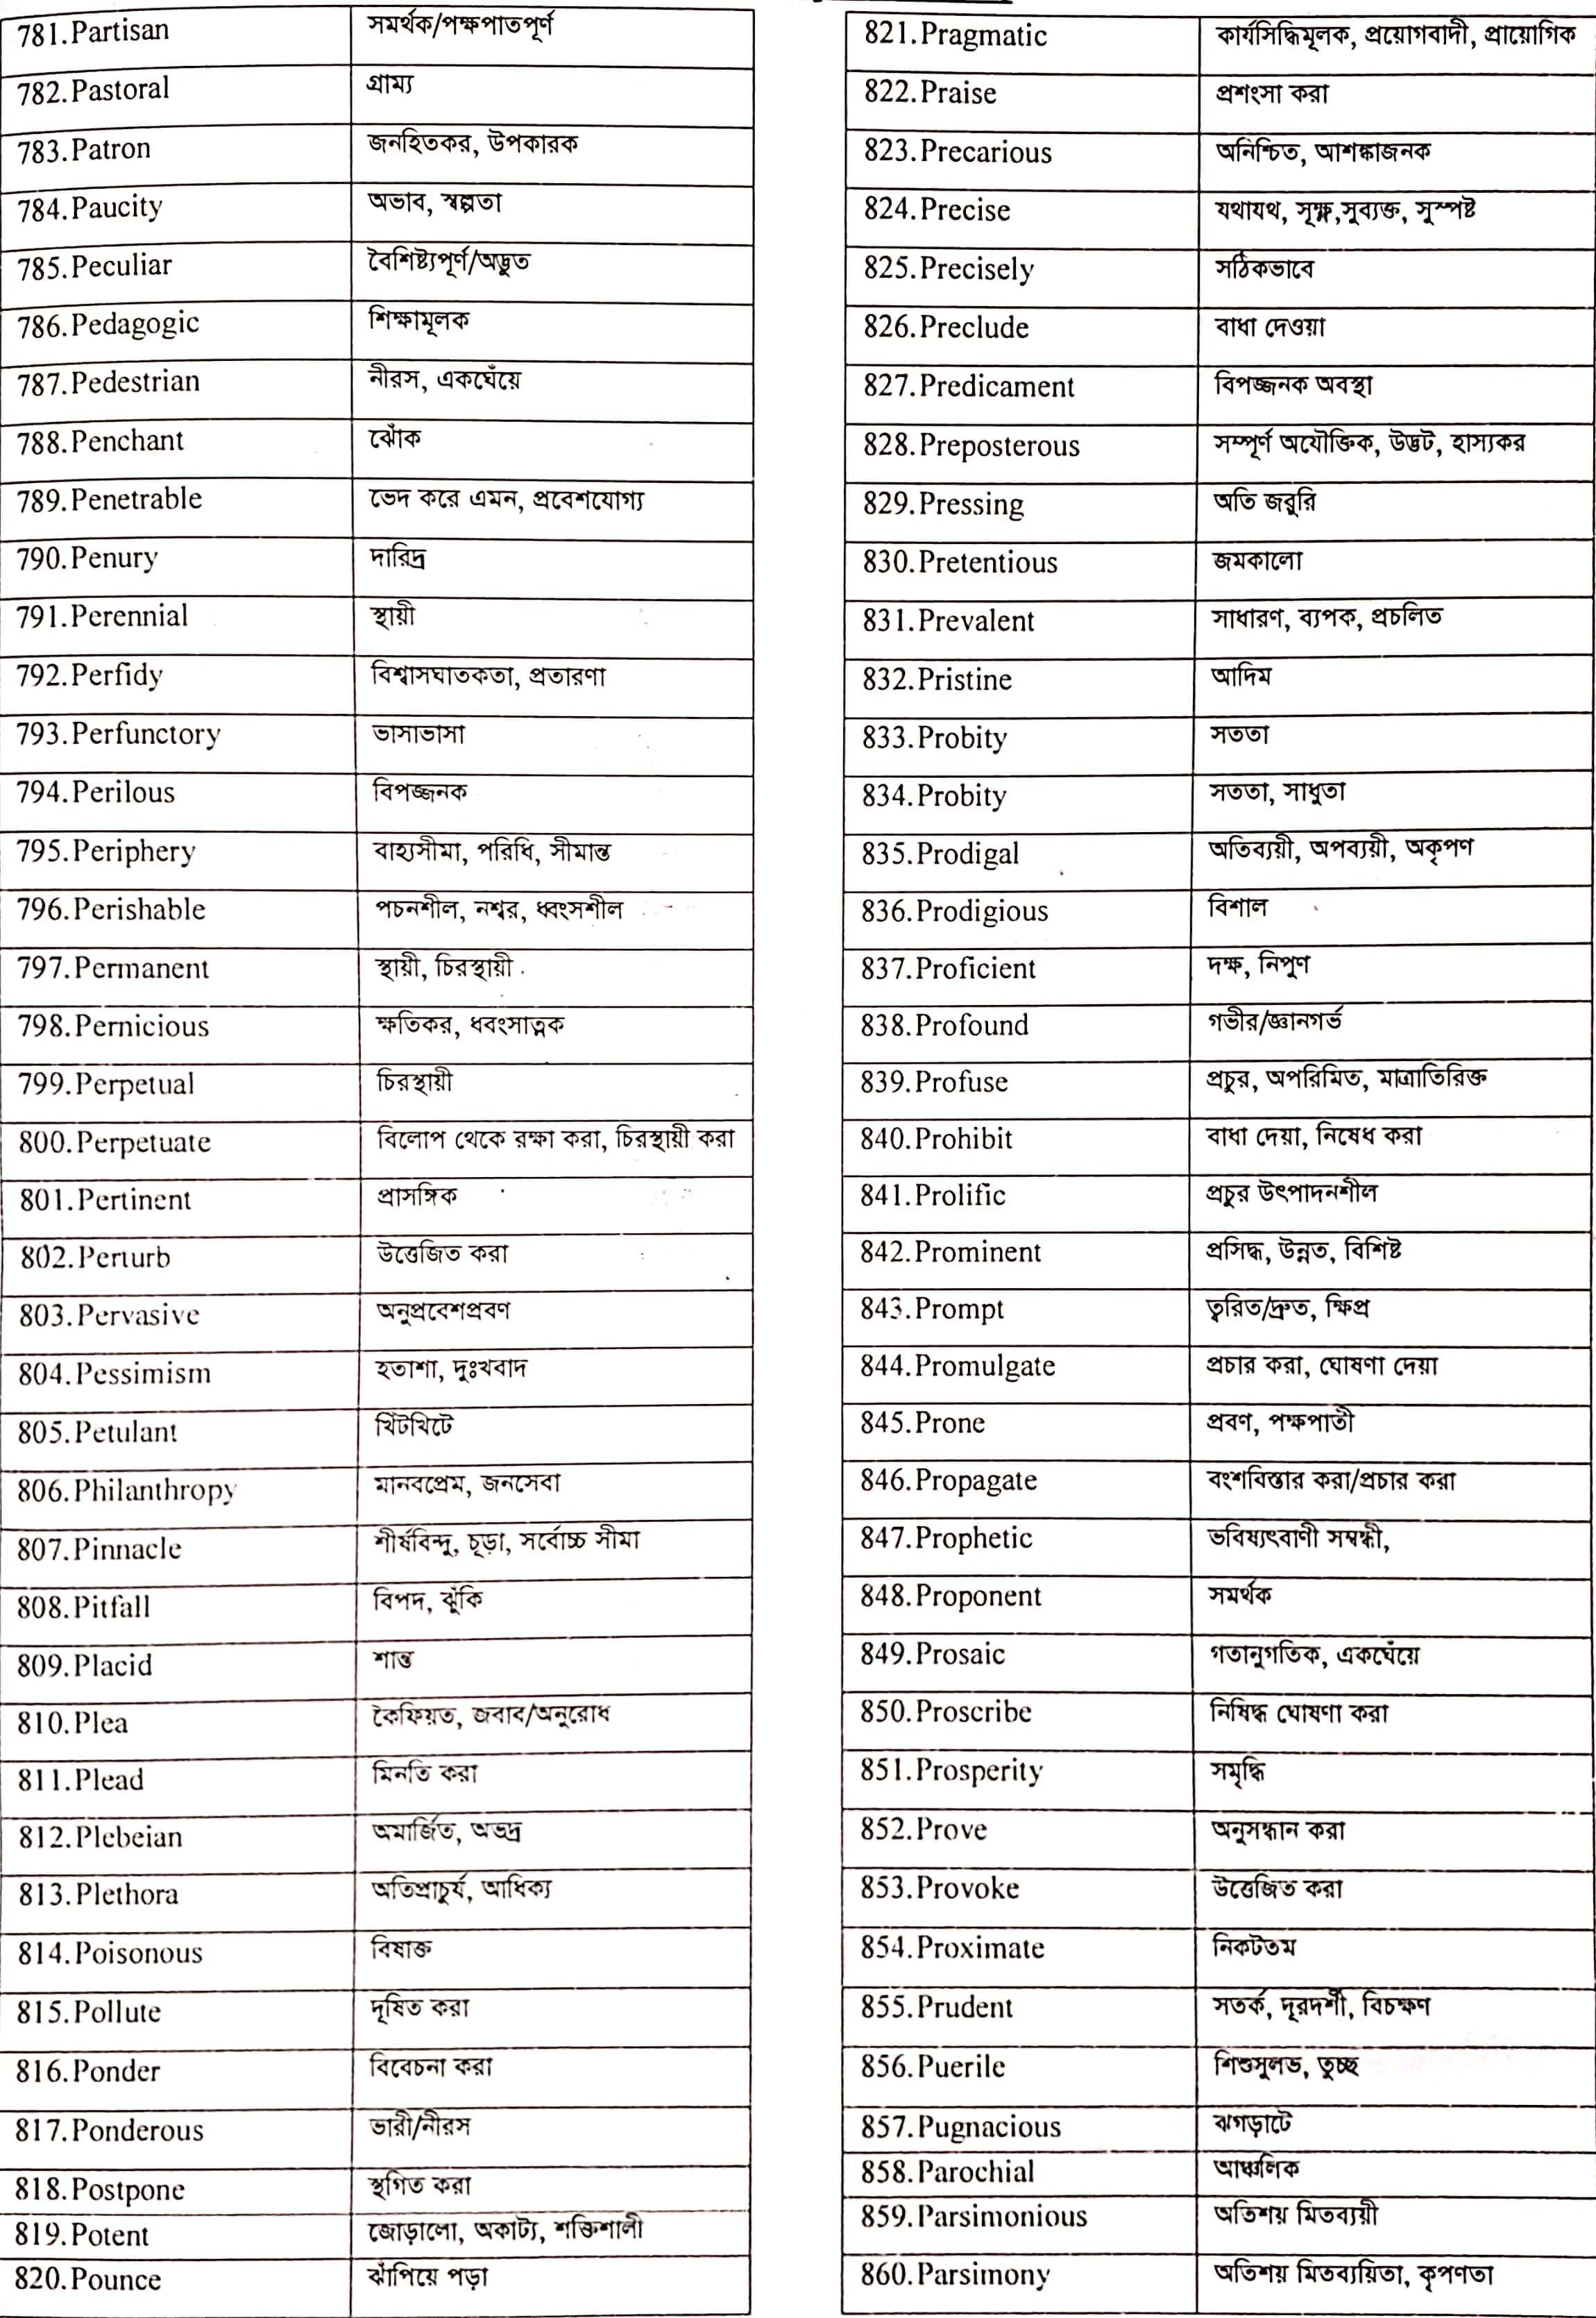 781.Partisan সমর্থক/পক্ষপাতপূর্ণ
782.Pastoral গ্রাম্য
783.Patron জনহিতকর, উপকারক
784.Paucity অভাব, স্বল্পতা
785.Peculiar বৈশিষ্ট্যপূর্ণ/অদ্ভুত
786.Pedagogic শিক্ষামূলক
787.Pedestrian নীরস, একঘেঁয়ে
788.Penchant ঝোঁক
789.Penetrable ভেদ করে এমন, প্রবেশযোগ্য
790.Penury দারিদ্র
791.Perennial স্থায়ী
792.Perfidy বিশ্বাসঘাতকতা, প্রতারণা
793.Perfunctory ভাসাভাসা
794.Perilous বিপজ্জনক
795.Periphery বাহ্যসীমা, পরিধি, সীমান্ত
796.Perishable পচনশীল, নশ্বর, ধ্বংসশীল
797.Permanent স্থায়ী, চিরস্থায়ী
798.Pernicious ক্ষতিকর, ধবংসাত্নক
799.Perpetual চিরস্থায়ী
800.Perpetuate বিলোপ থেকে রক্ষা করা, চিরস্থায়ী করা
801.Pertinent প্রাসঙ্গিক
802.Perturb উত্তেজিত করা
803.Pervasive অনুপ্রবেশপ্রবণ
804.Pessimism হতাশা, দুঃখবাদ
805.Petulant খিটখিটে
806.Philanthropy মানবপ্রেম, জনসেবা
807.Pinnacle শীর্ষবিন্দু, চূড়া, সর্বোচ্চ সীমা
808.Pitfall বিপদ, ঝুঁকি
809.Placid শান্ত
810.Plea কৈফিয়ত, জবাব/অনুরোধ
811.Plead মিনতি করা
812.Plebeian অমার্জিত, অভদ্র
813.Plethora অতিপ্রাচুর্য, আধিক্য
814.Poisonous বিষাক্ত
815.Pollute দূষিত করা
816.Ponder বিবেচনা করা
817.Ponderous ভারী/নীরস
818.Postpone স্থগিত করা
819.Potent জোড়ালো, অকাট্য, শক্তিশালী
820.Pounce ঝাঁপিয়ে পড়া
821.Pragmatic কার্যসিদ্ধিমূলক, প্রয়োগবাদী, প্রায়োগিক
822.Praise প্রশংসা করা
823.Precarious অনিশ্চিত, আশঙ্কাজনক
824.Precise যথাযথ, সূক্ষ্ণ,সুব্যক্ত, সুস্পষ্ট
825.Precisely সঠিকভাবে
826.Preclude বাধা দেওয়া
827.Predicament বিপজ্জনক অবস্থা
828.Preposterous সম্পূর্ণ অযৌক্তিক, উদ্ভট, হাস্যকর
829.Pressing অতি জরুরি
830.Pretentious জমকালো
831.Prevalent সাধারণ, ব্যপক, প্রচলিত
832.Pristine আদিম
833.Probity সততা
834.Probity সততা, সাধুতা
835.Prodigal অতিব্যয়ী, অপব্যয়ী, অকৃপণ
836.Prodigious বিশাল
837.Proficient দক্ষ, নিপুণ
838.Profound গভীর/জ্ঞানগর্ভ
839.Profuse প্রচুর, অপরিমিত, মাত্রাতিরিক্ত
840.Prohibit বাধা দেয়া, নিষেধ করা
841.Prolific প্রচুর উৎপাদনশীল
842.Prominent প্রসিদ্ধ, উন্নত, বিশিষ্ট
843.Prompt ত্বরিত/দ্রুত, ক্ষিপ্র
844.Promulgate প্রচার করা, ঘোষণা দেয়া
845.Prone প্রবণ, পক্ষপাতী
846.Propagate বংশবিস্তার করা/প্রচার করা
847.Prophetic ভবিষ্যৎবাণী সম্বন্ধী,
848.Proponent সমর্থক
849.Prosaic গতানুগতিক, একঘেঁয়ে
850.Proscribe নিষিদ্ধ ঘোষণা করা
851.Prosperity সমৃদ্ধি
852.Prove অনুসন্ধান করা
853.Provoke উত্তেজিত করা
854.Proximate নিকটতম
855.Prudent সতর্ক, দূরদর্শী, বিচক্ষণ
856.Puerile শিশুসুলভ, তুচ্ছ
857.Pugnacious ঝগড়াটে
858.Parochial আঞ্চলিক
859.Parsimonious অতিশয় মিতব্যয়ী
860.Parsimony অতিশয় মিতব্যয়িতা, কৃপণতা